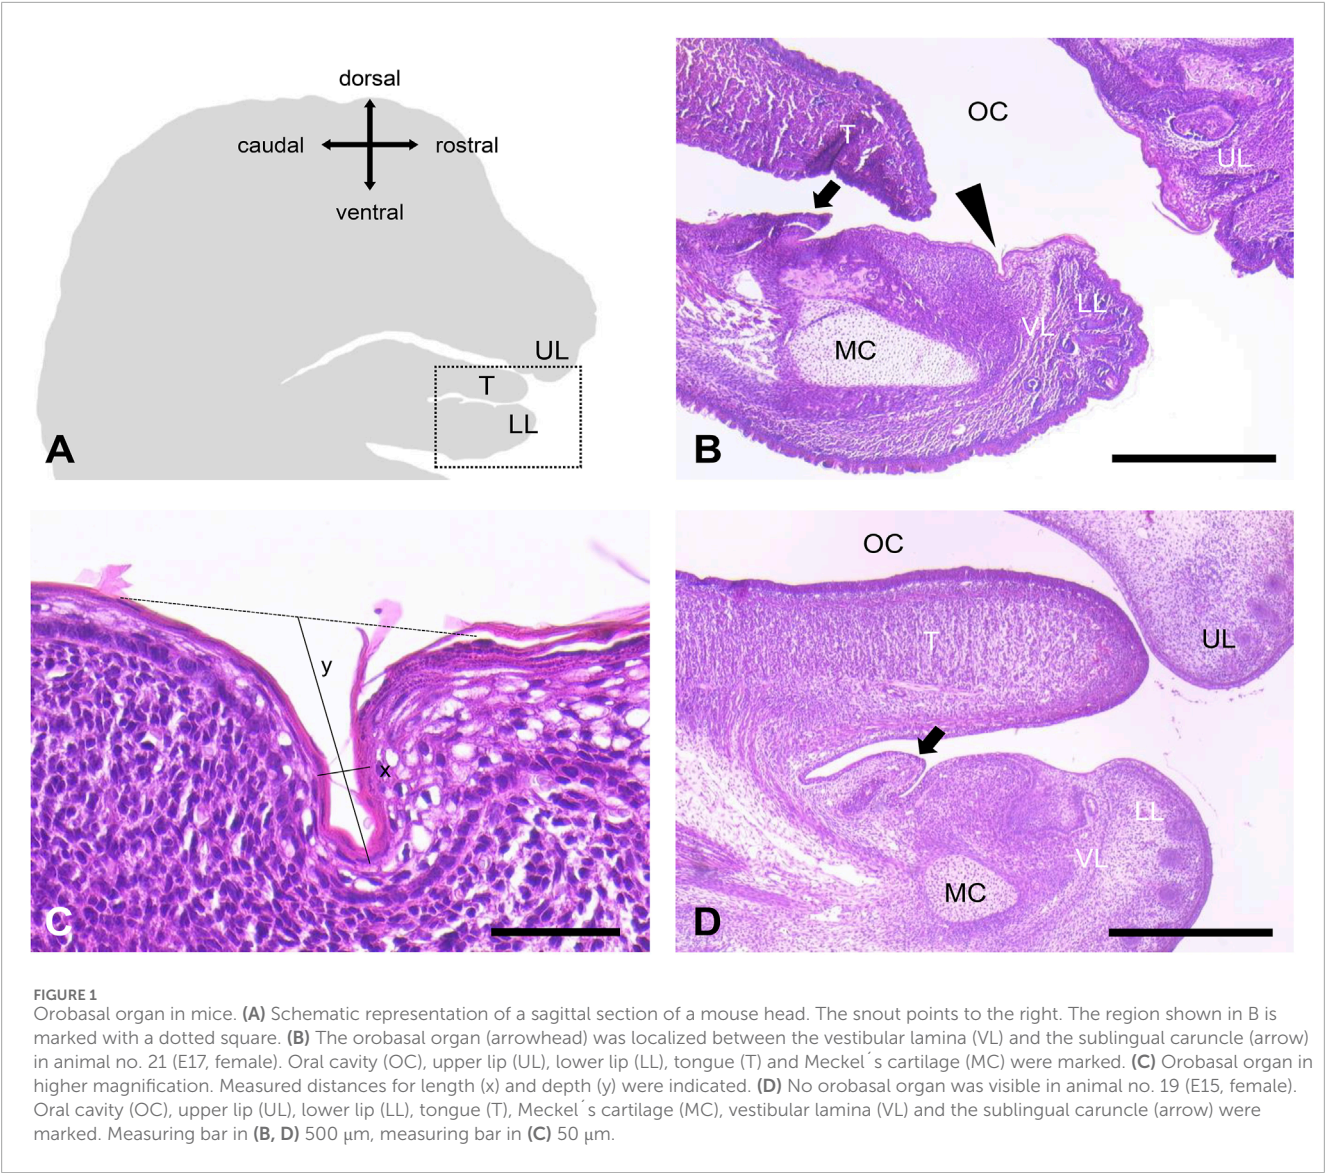 dorsal
caudal
rostral
ventral
UL
T
LL
A
OC
T
UL
LL
VL
MC
B
y
x
C
OC
T
UL
LL
VL
MC
D
FIGURE 1
Orobasal organ in mice. (A) Schematic representation of a sagittal section of a mouse head. The snout points to the right. The region shown in B is
marked with a dotted square. (B) The orobasal organ (arrowhead) was localized between the vestibular lamina (VL) and the sublingual caruncle (arrow)
in animal no. 21 (E17, female). Oral cavity (OC), upper lip (UL), lower lip (LL), tongue (T) and Meckel´s cartilage (MC) were marked. (C) Orobasal organ in
higher magnification. Measured distances for length (x) and depth (y) were indicated. (D) No orobasal organ was visible in animal no. 19 (E15, female).
Oral cavity (OC), upper lip (UL), lower lip (LL), tongue (T), Meckel´s cartilage (MC), vestibular lamina (VL) and the sublingual caruncle (arrow) were
marked. Measuring bar in (B, D) 500 μm, measuring bar in (C) 50 μm.